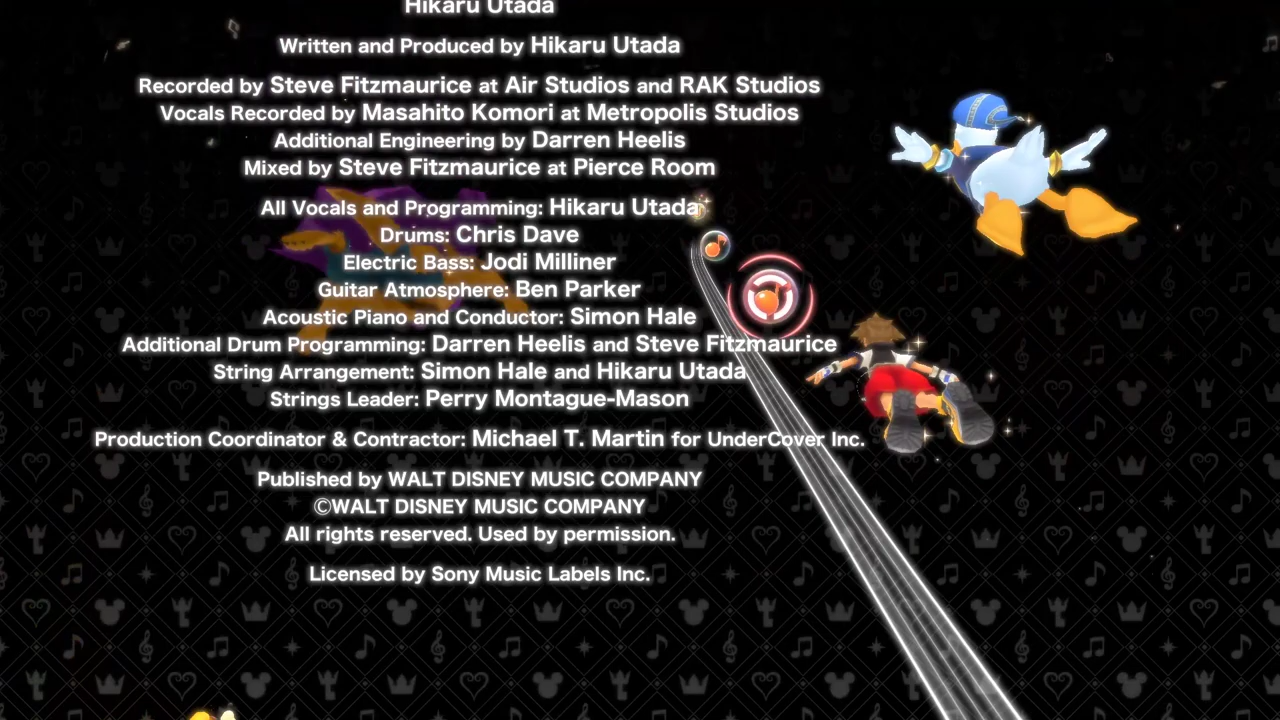 Hikaru Utada
Written and Produced by Hikaru Utada
Recorded by Steve Fitzmaurice at Air Studios and RAK Studios
Vocals Recorded by Masahito Komori at Metropolis Studios
Additional Engineering by Darren Heelis
Mixed by Steve Fitzmaurice at Pierce Room
All Vocals and Programming: Hikaru Utada
Drums: Chris Dave
Electric Bass: Jodi Milliner
Guitar Atmosphere: Ben Parker
Acoustic Piano and Conductor: Simon Hale
Additional Drum Programming: Darren Heelis and Steve Fitzmaurice
String Arrangement: Simon Hale and Hikaru Utada
Strings Leader: Perry Montague-Mason
Production Coordinator & Contractor: Michael T. Martin for UnderCover Inc.
Published by WALT DISNEY MUSIC COMPANY
©WALT DISNEY MUSIC COMPANY
All rights reserved. Used by permission.
Licensed by Sony Music Labels Inc.